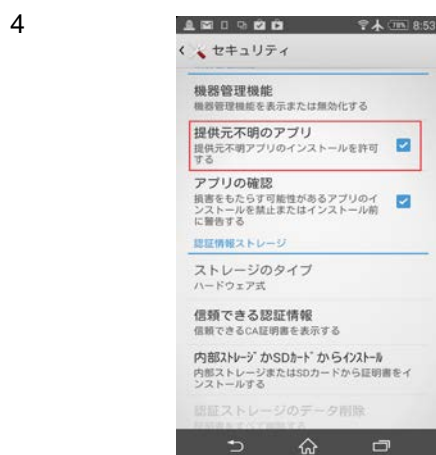 4
78% 8:53
セキュリティ
機器管理機能
機器管理機能を表示または無効化する
提供元不明のアプリ
提供元不明アプリのインストールを許可
する
アプリの確認
損害をもたらす可能性があるアプリのイ
ンストールを禁止またはインストール前
に警告する
認証情報ストレージ
ストレージのタイプ
ハードウェア式
信頼できる認証情報
信頼できるCA証明書を表示する
内部ストレージかSDカードからインストール
内部ストレージまたはSDカードから証明書をイ
ンストールする
認証ストレージのデータ削除